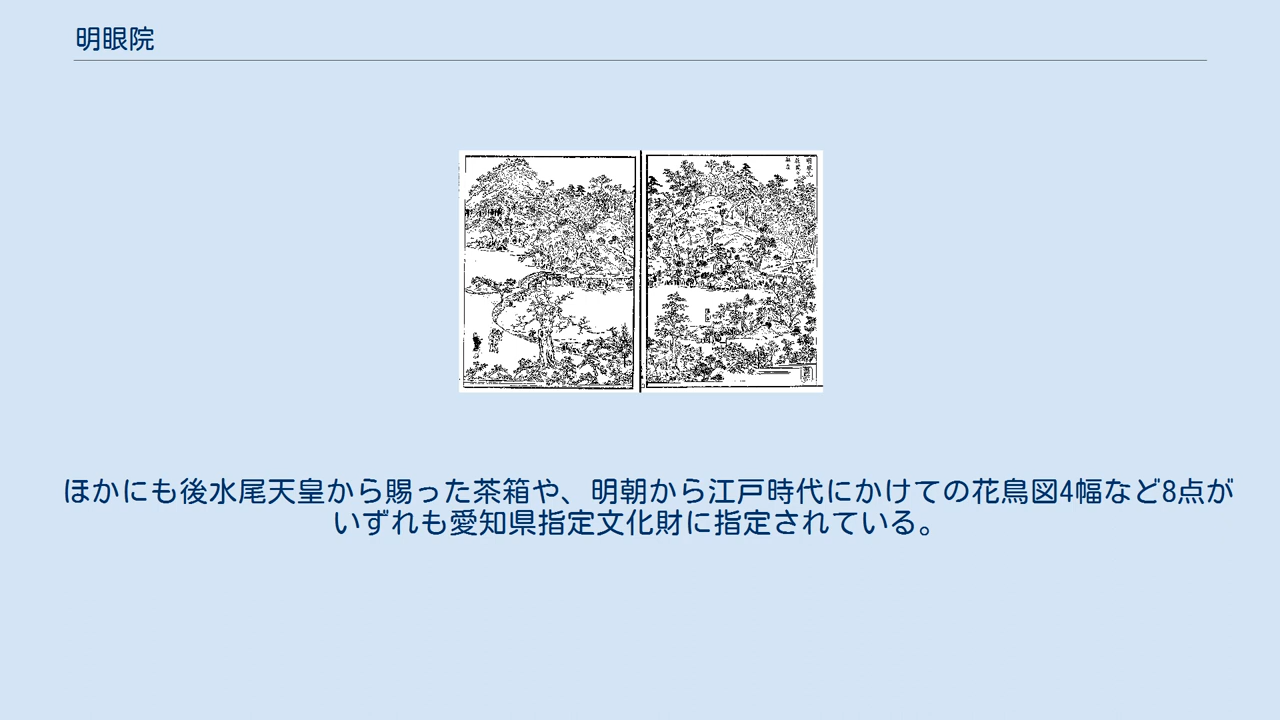 明眼院
ほかにも後水尾天皇から賜った茶箱や、明朝から江戸時代にかけての花鳥図4幅など8点が
いずれも愛知県指定文化財に指定されている。